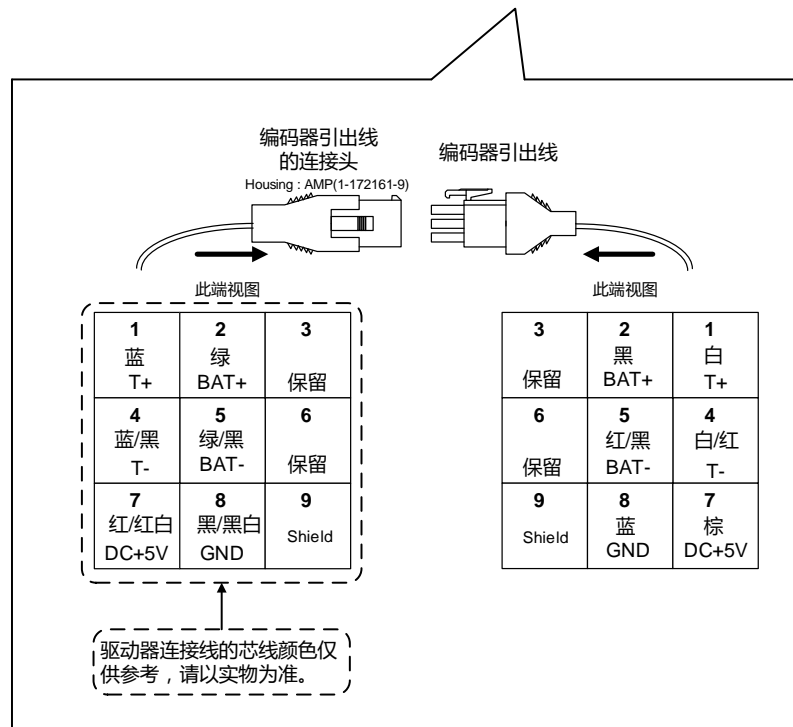 编码器引出线
的连接头
Housing : AMP(1-172161-9)
编码器引出线
此端视图
1 2 3
蓝 绿
T+ BAT+ 保留
4 5 6
蓝/黑 绿/黑
T- BAT- 保留
7 8 9
红/红白 黑/黑白 Shield
DC+5V GND
此端视图
3 2 1
黑 白
保留 BAT+ T+
6 5 4
红/黑 白/红
保留 BAT- T-
9 8 7
Shield 蓝 棕
GND DC+5V
驱动器连接线的芯线颜色仅
供参考，请以实物为准。